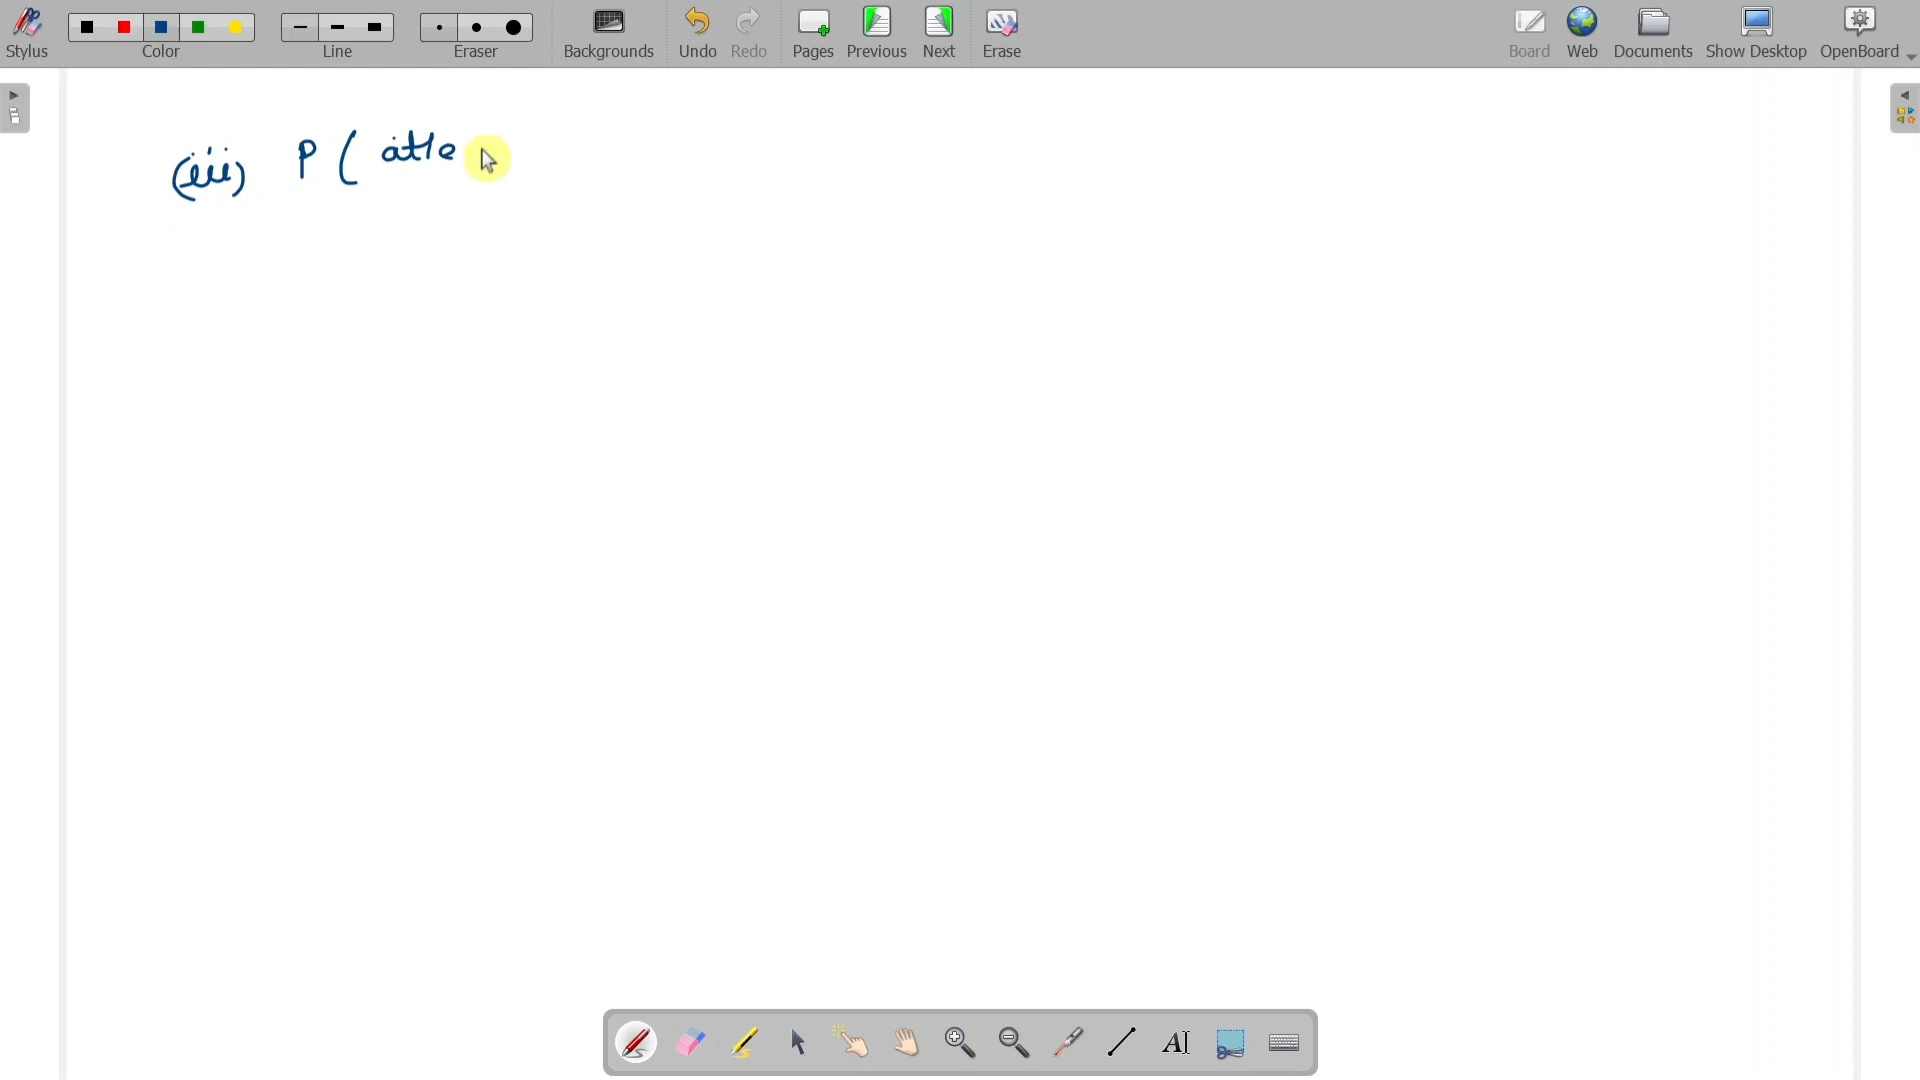 Stylus Color Line Eraser Backgrounds Undo Redo Pages Previous Next Erase Board Web Documents Show Desktop OpenBoard
(iii) P ( atle
AI